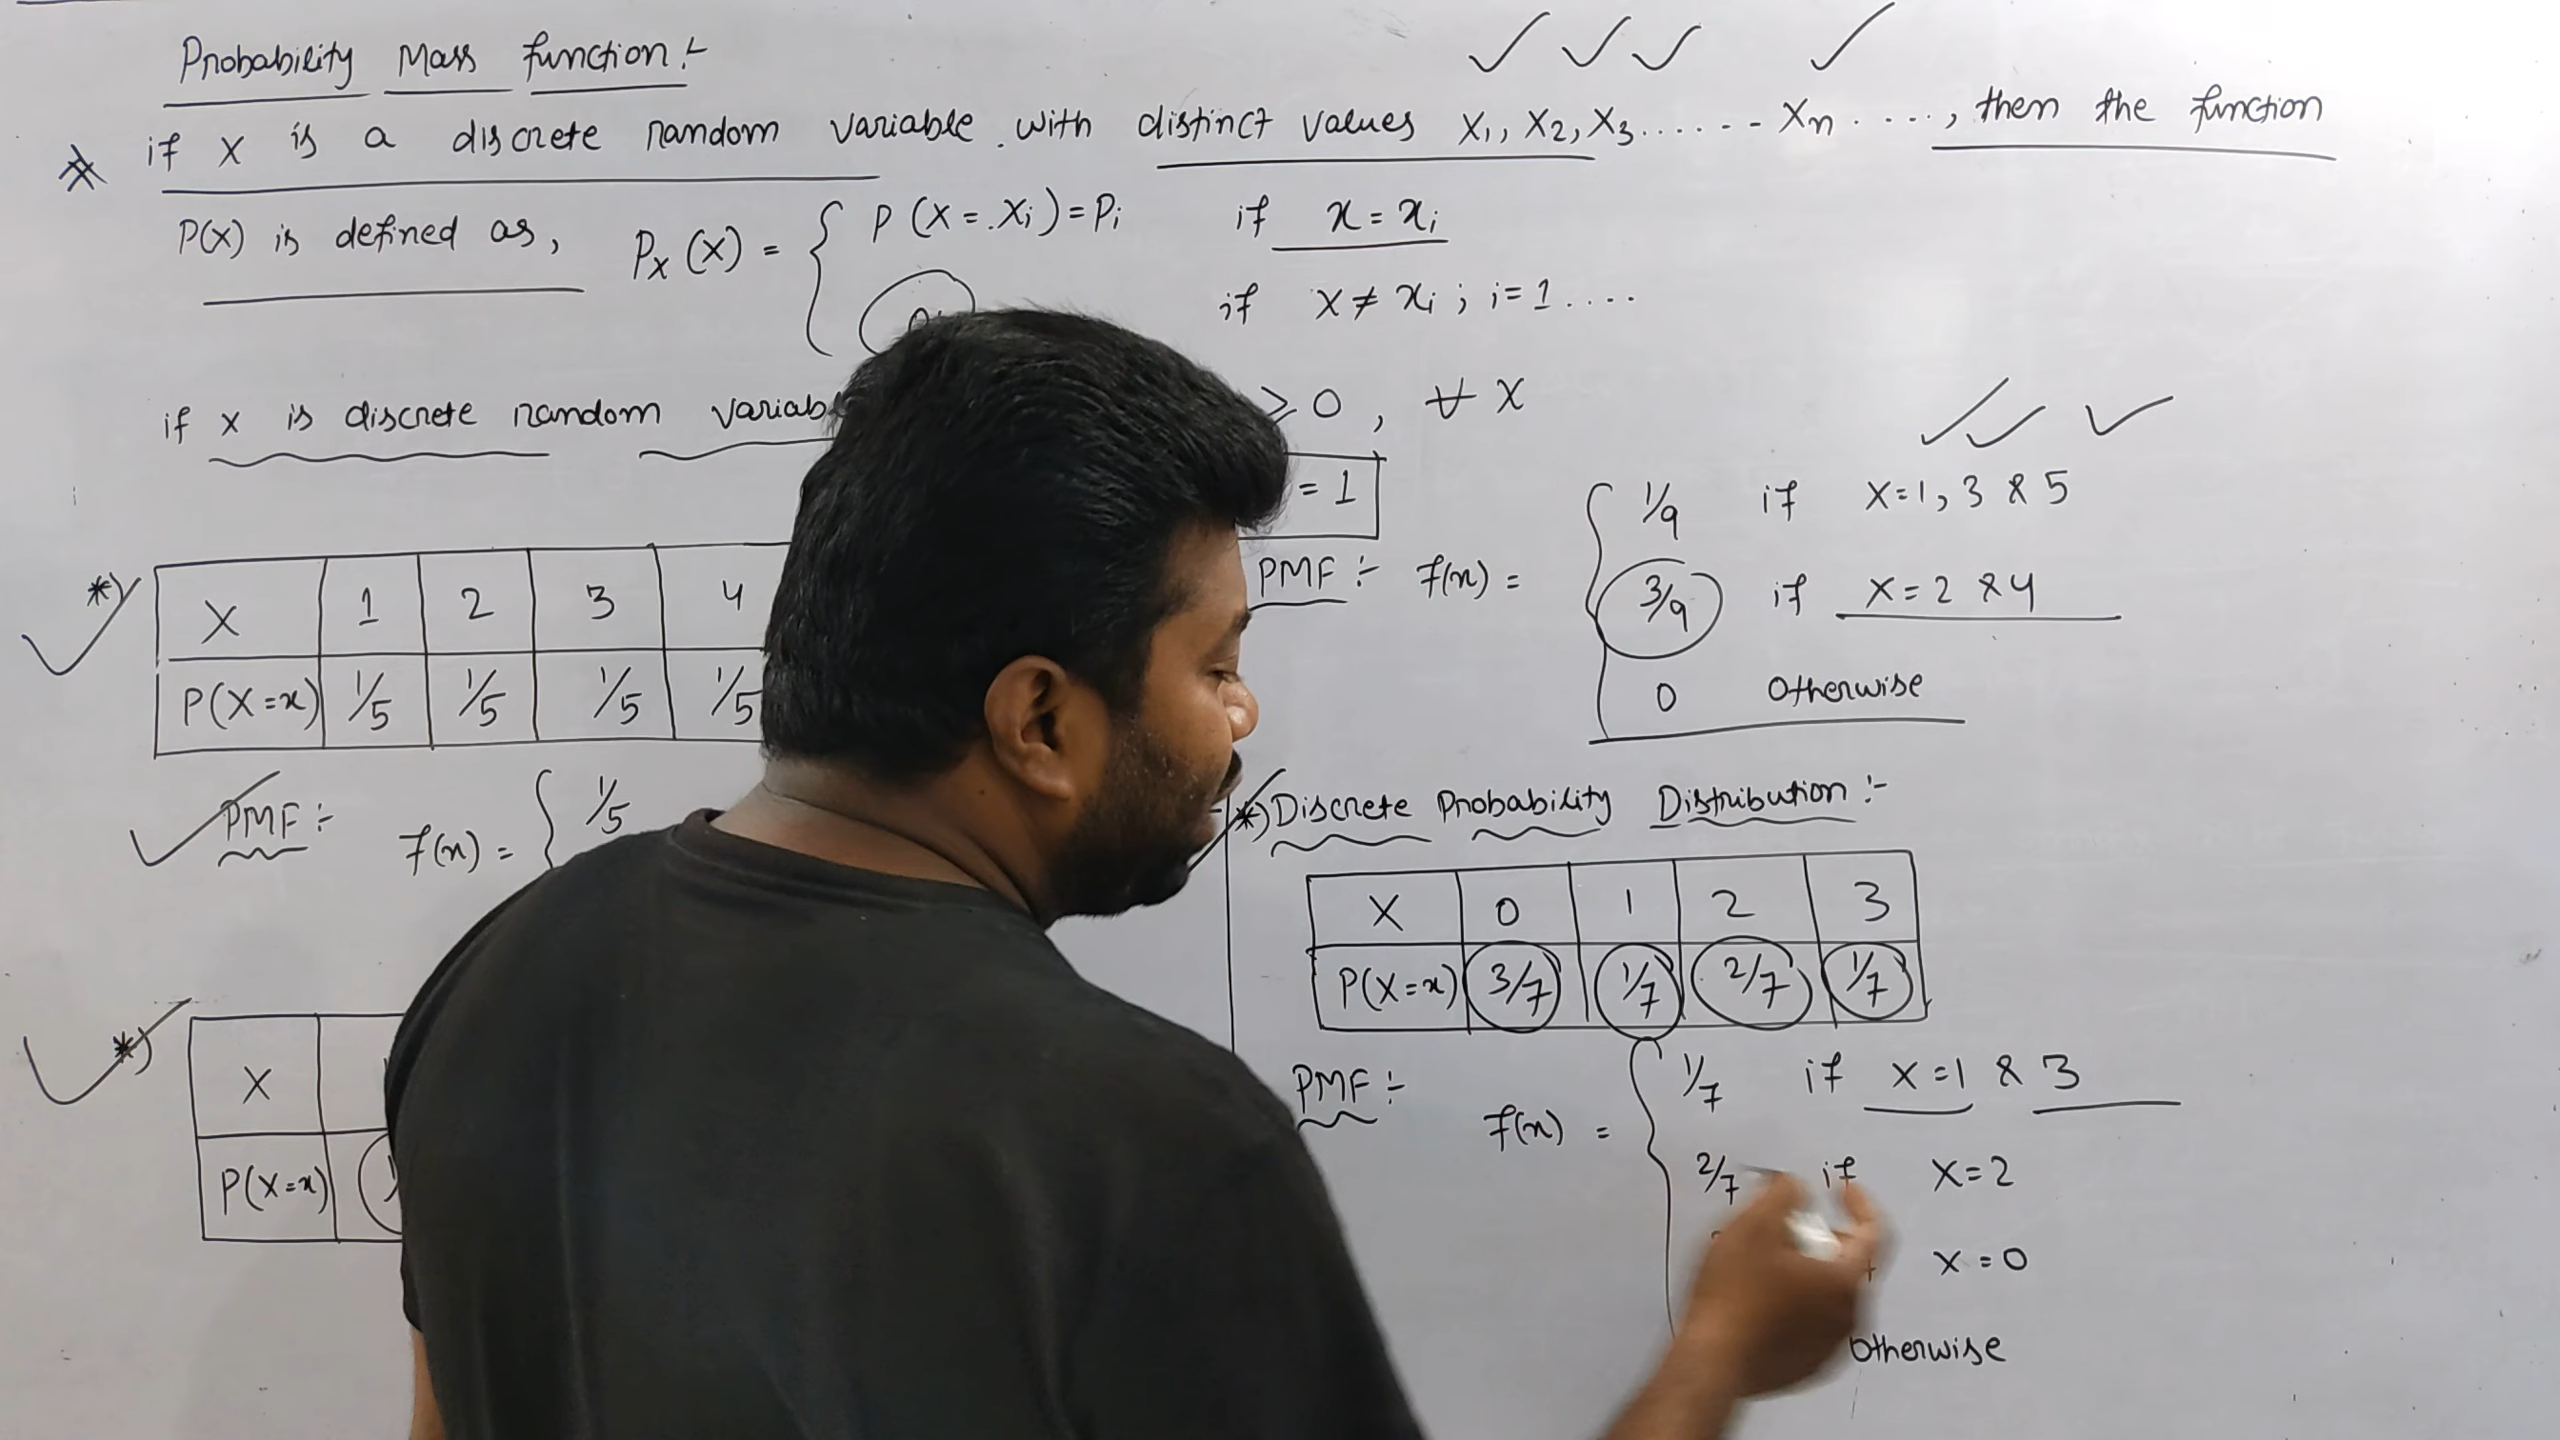 Probability Mass function:-
if X is a discrete random variable with distinct values X1, X2, X3 ....... Xn ....., then the function
P(X) is defined as, PX(X) = { P(X = Xi) = Pi if x = xi
if X ≠ xi ; i = 1 ....
if X is discrete random ≥ 0, ∀ X
= 1
*) X 1 2 3 4
P(X=x) 1/5 1/5 1/5 1/5
PMF:- f(x) = { 1/5
*) X
P(X=x)
PMF:- f(x) = { 1/9 if X=1, 3 & 5
3/9 if X=2 & 4
0 Otherwise
*) Discrete Probability Distribution:-
X 0 1 2 3
P(X=x) 3/7 1/7 2/7 1/7
PMF:- f(x) = { 1/7 if X=1 & 3
2/7 if X=2
X=0
Otherwise